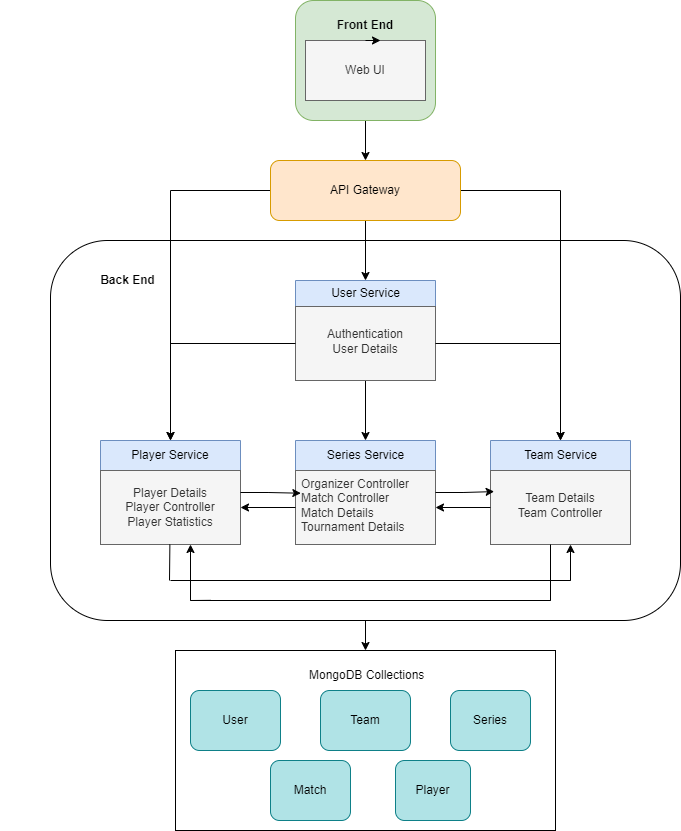 Front End
Web UI
API Gateway
Back End
User Service
Authentication
User Details
Player Service
Player Details
Player Controller
Player Statistics
Series Service
Organizer Controller
Match Controller
Match Details
Tournament Details
Team Service
Team Details
Team Controller
MongoDB Collections
User
Team
Series
Match
Player